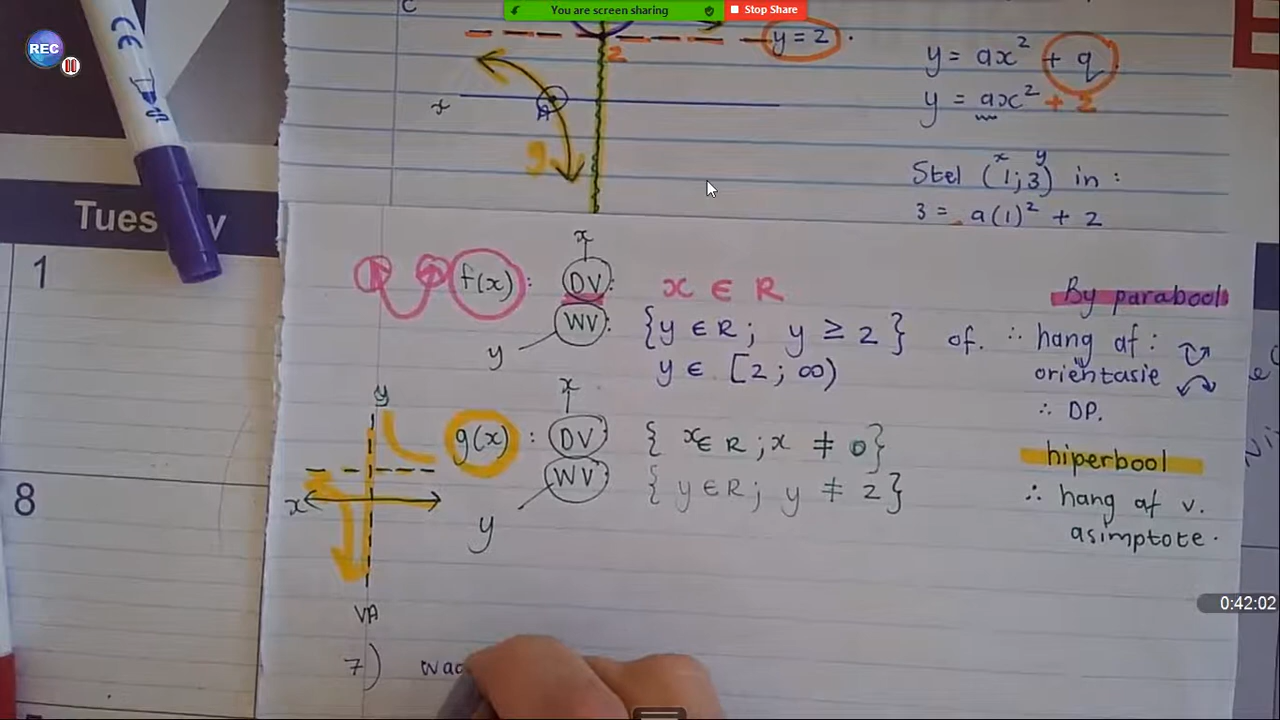 You are screen sharing
Stop Share
REC
C
y = 2
2
x
A
g
y = ax² + q
y = ax² + 2
Stel (1;3) in :
x y
3 = a(1)² + 2
Tues
y
1
8
x
f(x) :
DV:
x ∈ R
WV:
{y ∈ R ; y ≥ 2} of.
y
y ∈ [2 ; ∞)
By parabool
∴ hang af :
orientasie
∴ DP.
x
y
g(x) :
DV
{ x ∈ R ; x ≠ 0}
WV
{ y ∈ R ; y ≠ 2 }
y
x
VA
hiperbool
∴ hang af v.
asimptote.
0:42:02
7)